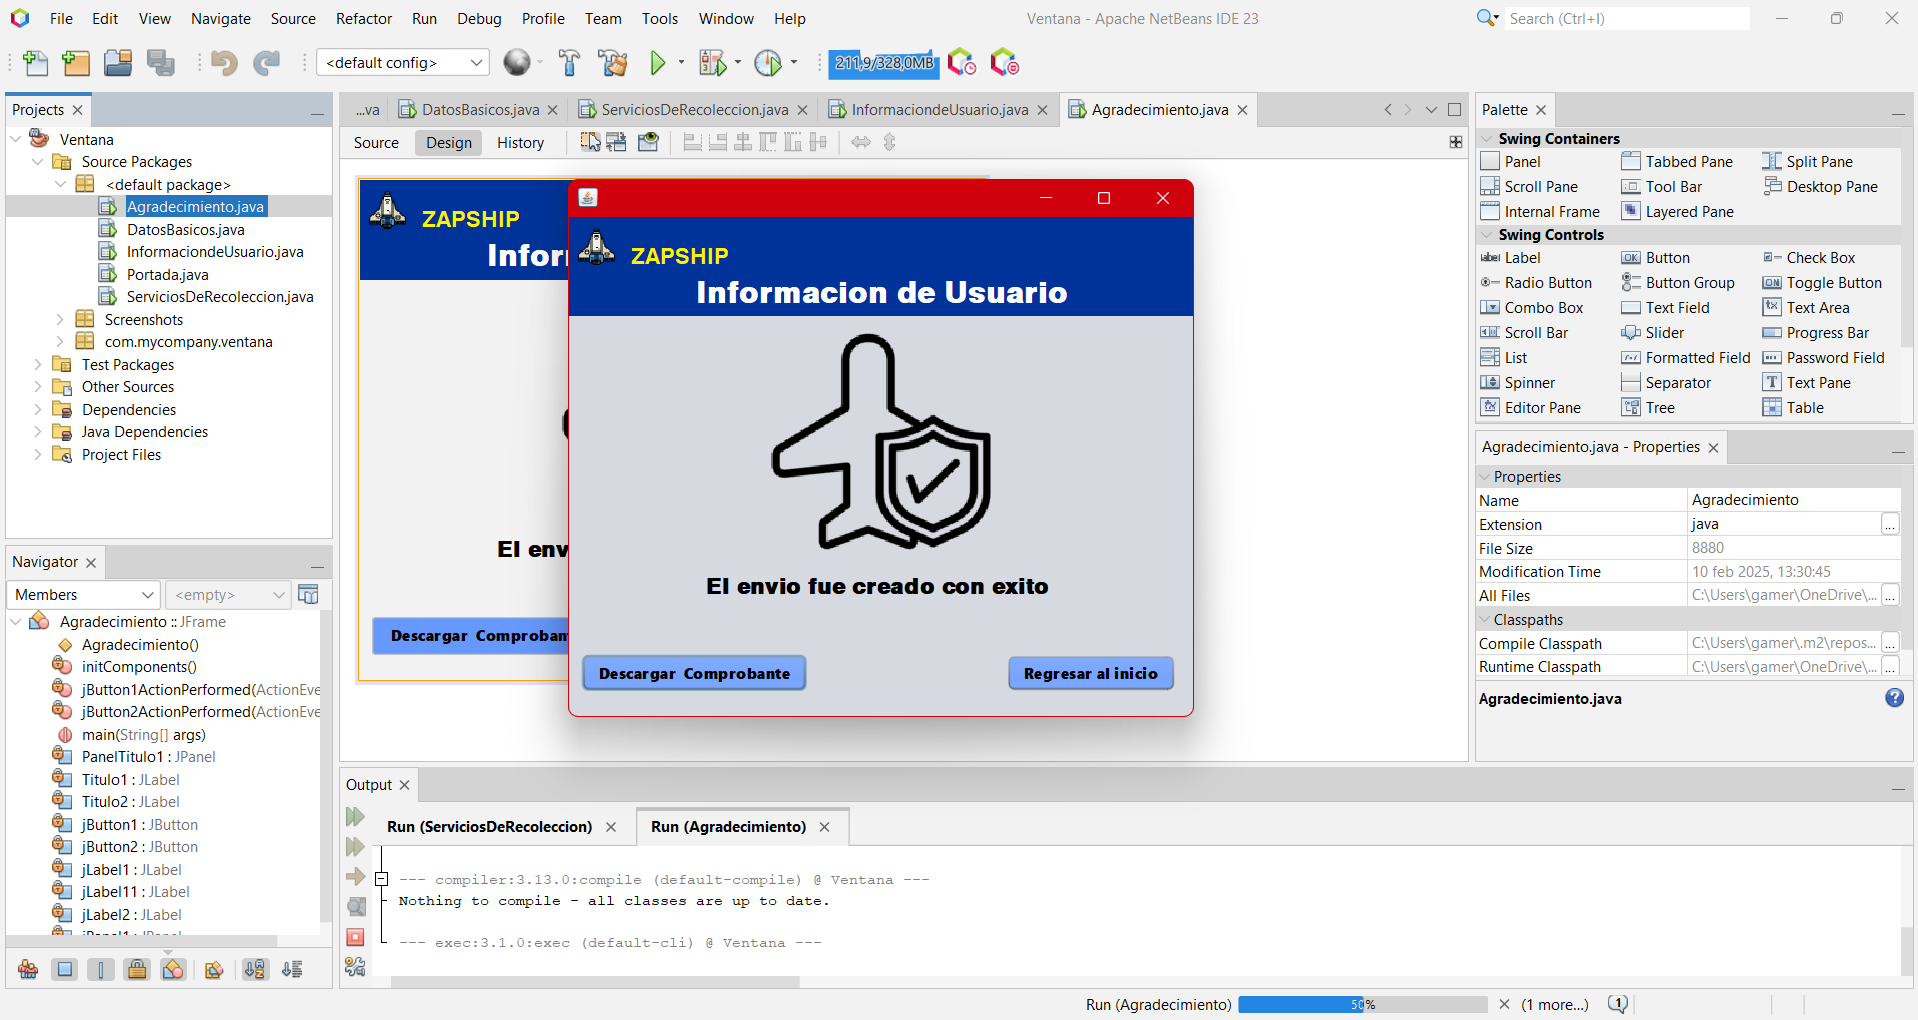 File Edit View Navigate Source Refactor Run Debug Profile Team Tools Window Help
Ventana - Apache NetBeans IDE 23
Search (Ctrl+I)
<default config>
211,9/328,0MB
Projects
Ventana
Source Packages
<default package>
Agradecimiento.java
DatosBasicos.java
InformaciondeUsuario.java
Portada.java
ServiciosDeRecoleccion.java
Screenshots
com.mycompany.ventana
Test Packages
Other Sources
Dependencies
Java Dependencies
Project Files
Navigator
Members
<empty>
Agradecimiento :: JFrame
Agradecimiento()
initComponents()
jButton1ActionPerformed(ActionEve
jButton2ActionPerformed(ActionEve
main(String[] args)
PanelTitulo1 : JPanel
Titulo1 : JLabel
Titulo2 : JLabel
jButton1 : JButton
jButton2 : JButton
jLabel1 : JLabel
jLabel11 : JLabel
jLabel2 : JLabel
...va DatosBasicos.java ServiciosDeRecoleccion.java InformaciondeUsuario.java Agradecimiento.java
Source Design History
ZAPSHIP
Infor
El env
Descargar Comproban
ZAPSHIP
Informacion de Usuario
El envio fue creado con exito
Descargar Comprobante
Regresar al inicio
Output
Run (ServiciosDeRecoleccion) Run (Agradecimiento)
--- compiler:3.13.0:compile (default-compile) @ Ventana ---
Nothing to compile - all classes are up to date.
--- exec:3.1.0:exec (default-cli) @ Ventana ---
Palette
Swing Containers
Panel Tabbed Pane Split Pane
Scroll Pane Tool Bar Desktop Pane
Internal Frame Layered Pane
Swing Controls
label Label OK Button Check Box
Radio Button Button Group ON Toggle Button
Combo Box Text Field Text Area
Scroll Bar Slider Progress Bar
List Formatted Field Password Field
Spinner Separator Text Pane
Editor Pane Tree Table
Agradecimiento.java - Properties
Properties
Name Agradecimiento
Extension java ...
File Size 8880
Modification Time 10 feb 2025, 13:30:45
All Files C:\Users\gamer\OneDrive\... ...
Classpaths
Compile Classpath C:\Users\gamer\.m2\repos... ...
Runtime Classpath C:\Users\gamer\OneDrive\... ...
Agradecimiento.java
Run (Agradecimiento) 50% (1 more...) 1